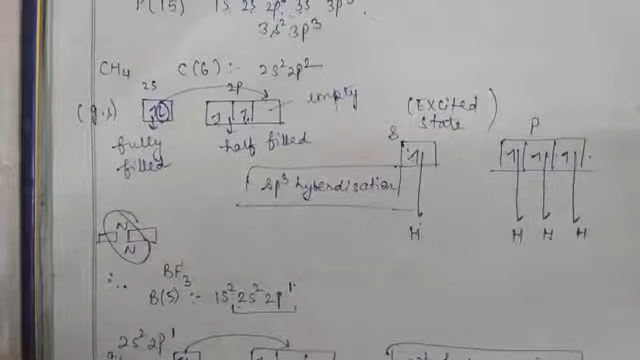 P(15) 1S² 2S² 2p⁶ 3S² 3p³
3S² 3p³
CH₄ C(6) :- 2S² 2p²
2S 2p
(g.s) empty
fully filled half filled
(Excited state)
S P
Sp³ hyberdisation
H H H H
N
N
∴ BF₃
B(5) :- 1S² 2S² 2p¹
2S² 2p¹